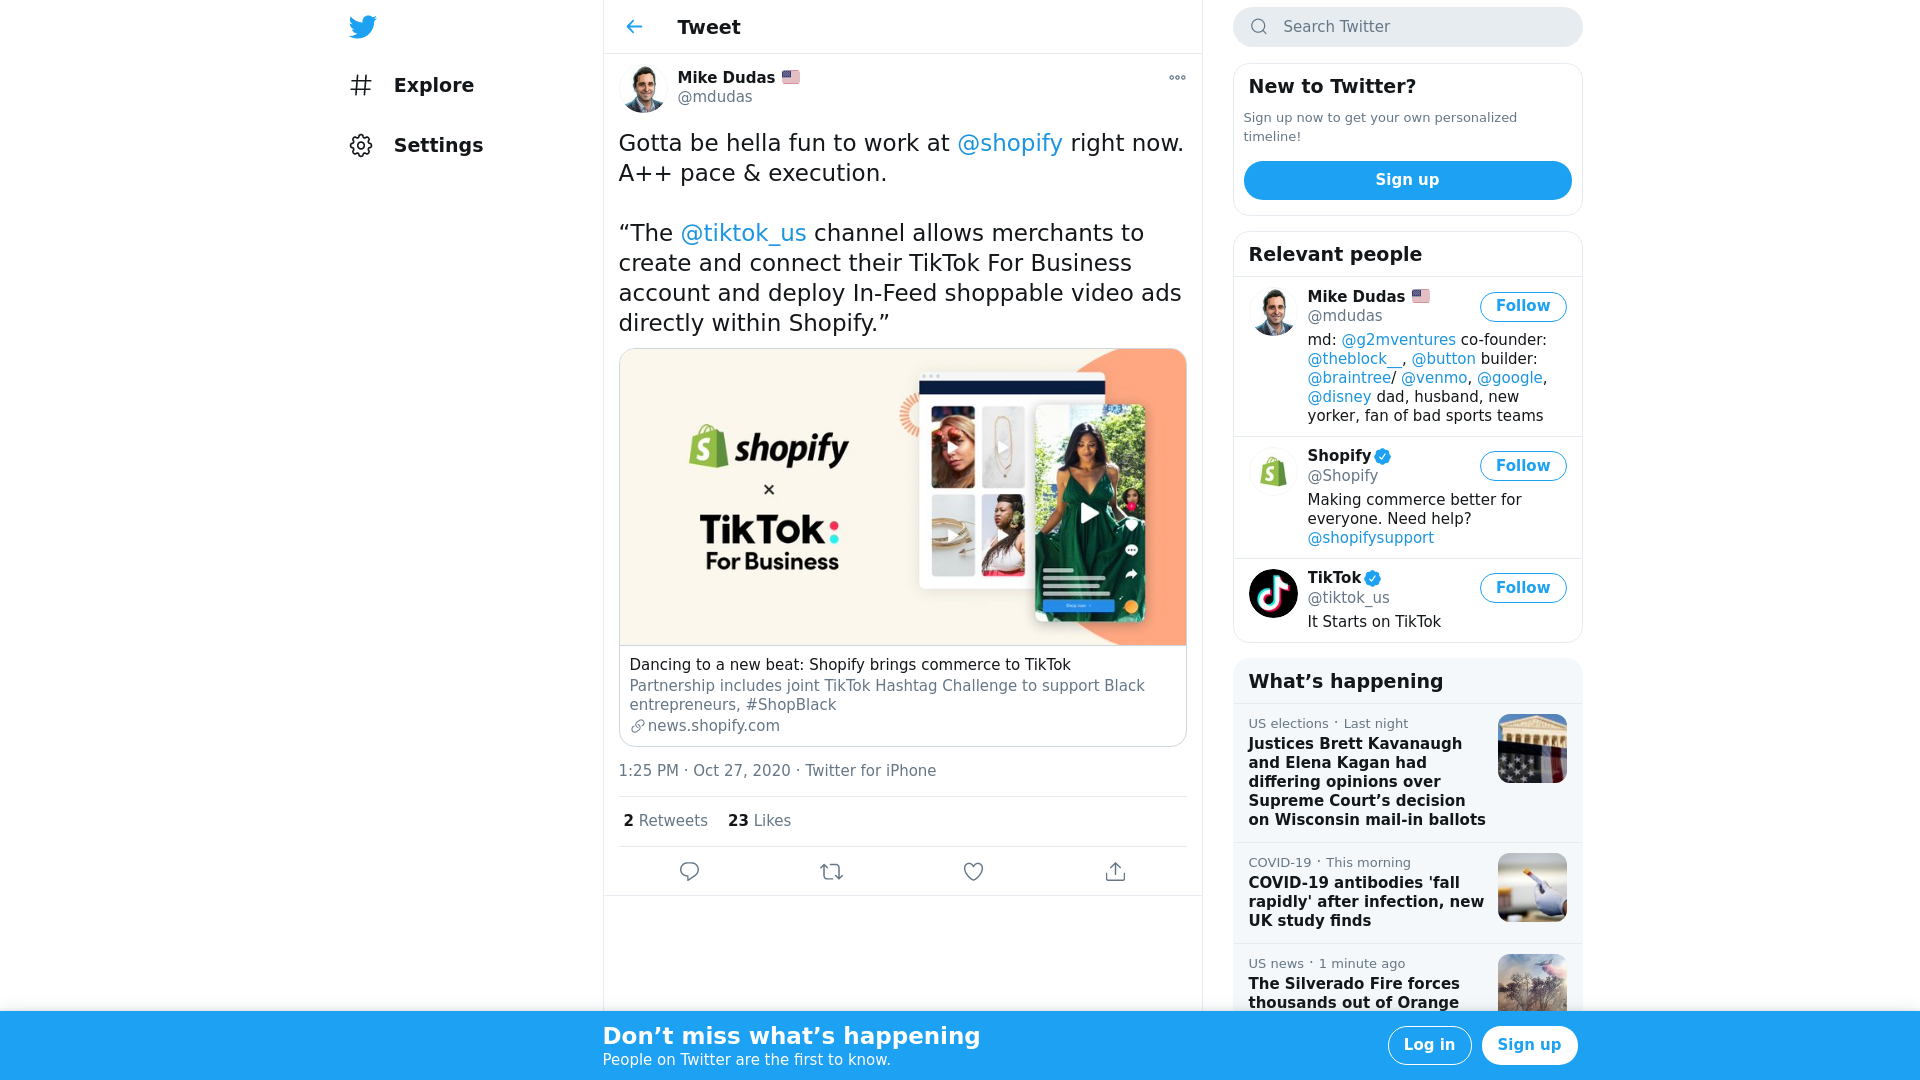 Explore
Settings
Tweet
Mike Dudas
@mdudas
Gotta be hella fun to work at @shopify right now.
A++ pace & execution.
“The @tiktok_us channel allows merchants to
create and connect their TikTok For Business
account and deploy In-Feed shoppable video ads
directly within Shopify.”
shopify
×
TikTok:
For Business
Dancing to a new beat: Shopify brings commerce to TikTok
Partnership includes joint TikTok Hashtag Challenge to support Black
entrepreneurs, #ShopBlack
news.shopify.com
1:25 PM · Oct 27, 2020 · Twitter for iPhone
2 Retweets 23 Likes
Search Twitter
New to Twitter?
Sign up now to get your own personalized
timeline!
Sign up
Relevant people
Mike Dudas
@mdudas
Follow
md: @g2mventures co-founder:
@theblock__, @button builder:
@braintree/ @venmo, @google,
@disney dad, husband, new
yorker, fan of bad sports teams
Shopify
@Shopify
Follow
Making commerce better for
everyone. Need help?
@shopifysupport
TikTok
@tiktok_us
Follow
It Starts on TikTok
What’s happening
US elections · Last night
Justices Brett Kavanaugh
and Elena Kagan had
differing opinions over
Supreme Court’s decision
on Wisconsin mail-in ballots
COVID-19 · This morning
COVID-19 antibodies 'fall
rapidly' after infection, new
UK study finds
US news · 1 minute ago
The Silverado Fire forces
thousands out of Orange
Don’t miss what’s happening
People on Twitter are the first to know.
Log in
Sign up